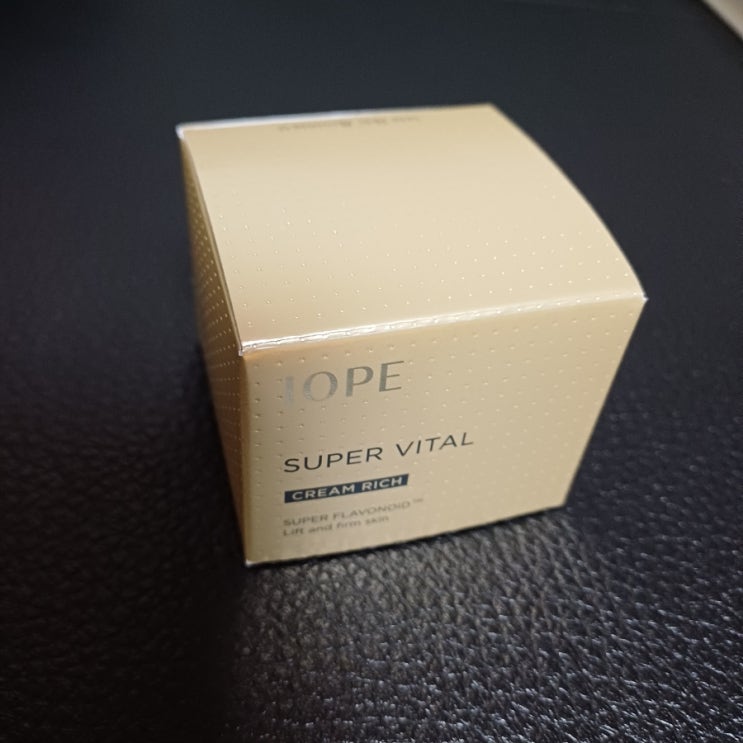 IOPE
SUPER VITAL
CREAM RICH
SUPER FLAVONOID™
Lift and firm skin